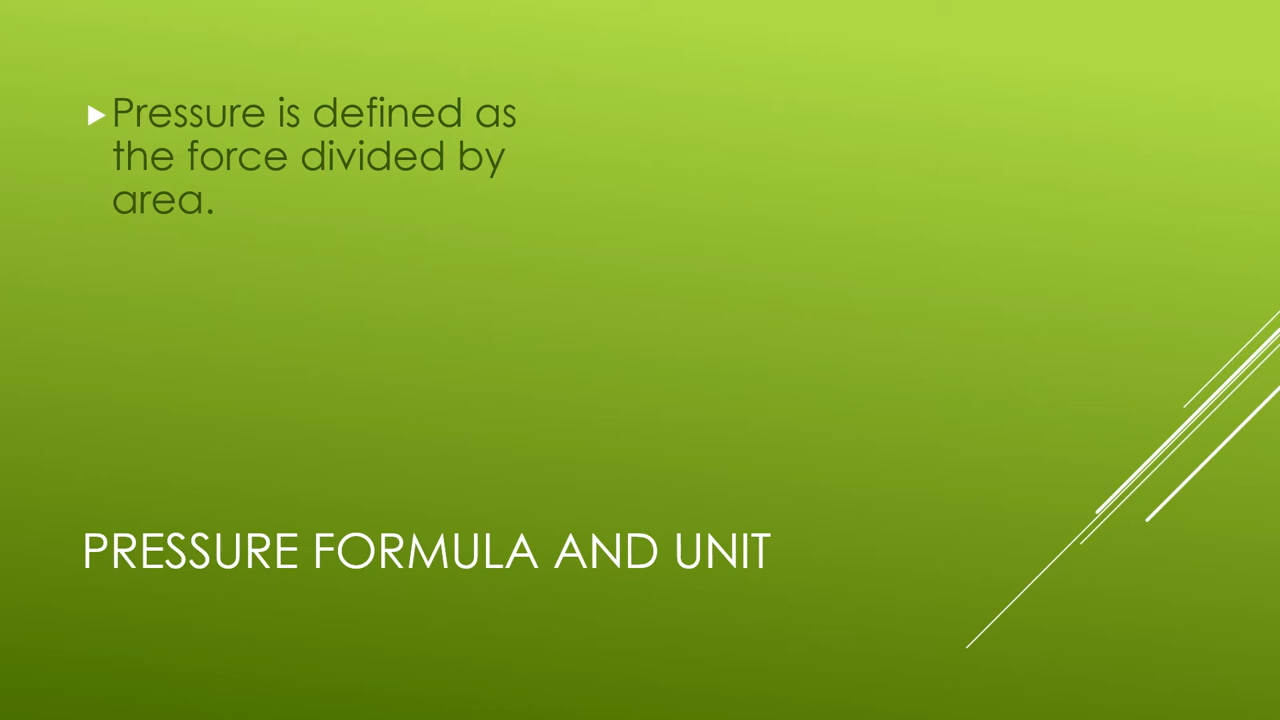 Pressure is defined as
the force divided by
area.
PRESSURE FORMULA AND UNIT